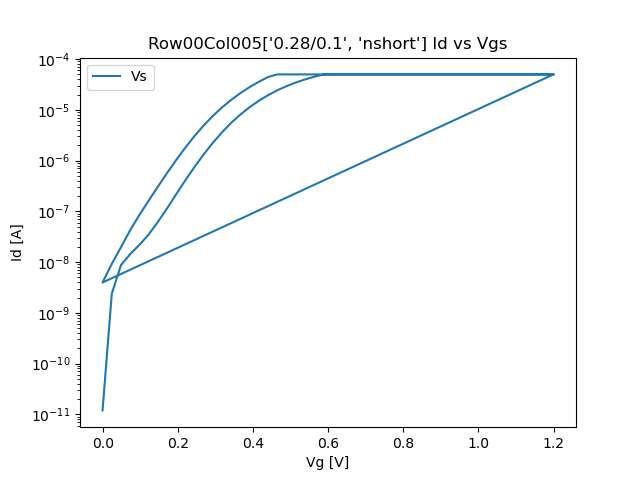 Row00Col005['0.28/0.1', 'nshort'] Id vs Vgs
Vs
10⁻⁴
10⁻⁵
10⁻⁶
10⁻⁷
10⁻⁸
10⁻⁹
10⁻¹⁰
10⁻¹¹
Id [A]
0.0 0.2 0.4 0.6 0.8 1.0 1.2
Vg [V]